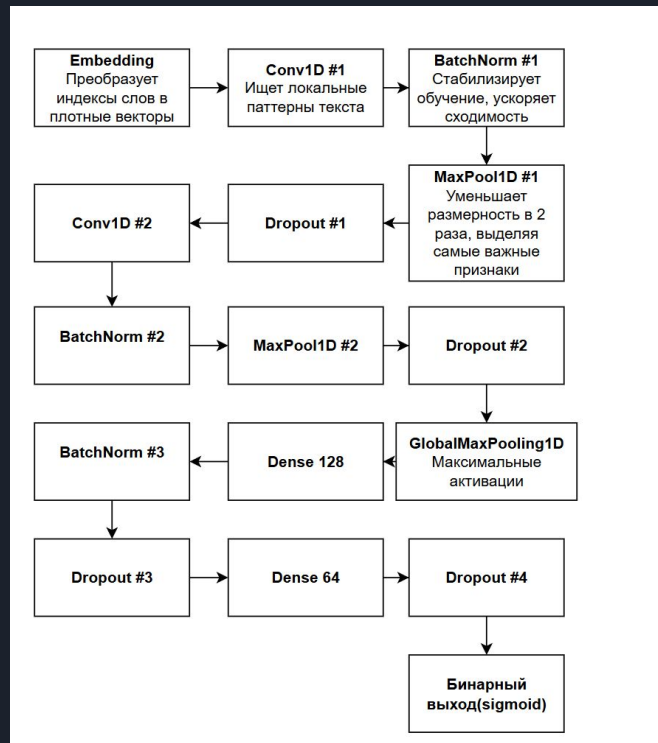 Embedding
Преобразует
индексы слов в
плотные векторы
Conv1D #1
Ищет локальные
паттерны текста
BatchNorm #1
Стабилизирует
обучение, ускоряет
сходимость
MaxPool1D #1
Уменьшает
размерность в 2
раза, выделяя
самые важные
признаки
Dropout #1
Conv1D #2
BatchNorm #2
MaxPool1D #2
Dropout #2
GlobalMaxPooling1D
Максимальные
активации
Dense 128
BatchNorm #3
Dropout #3
Dense 64
Dropout #4
Бинарный
выход(sigmoid)